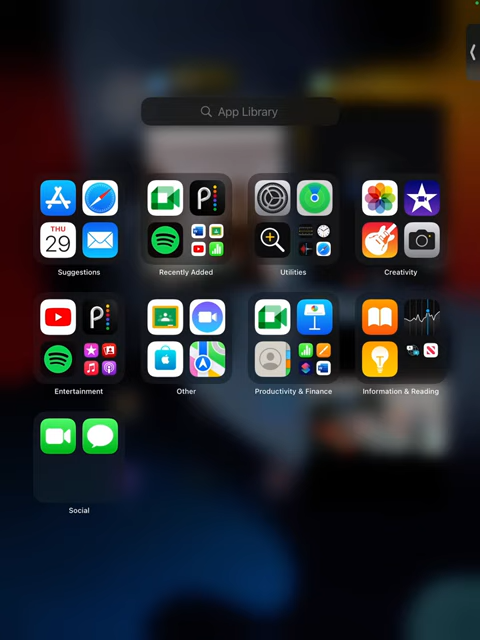 App Library
THU
29
Suggestions
Recently Added
Utilities
Creativity
Entertainment
Other
Productivity & Finance
Information & Reading
Social